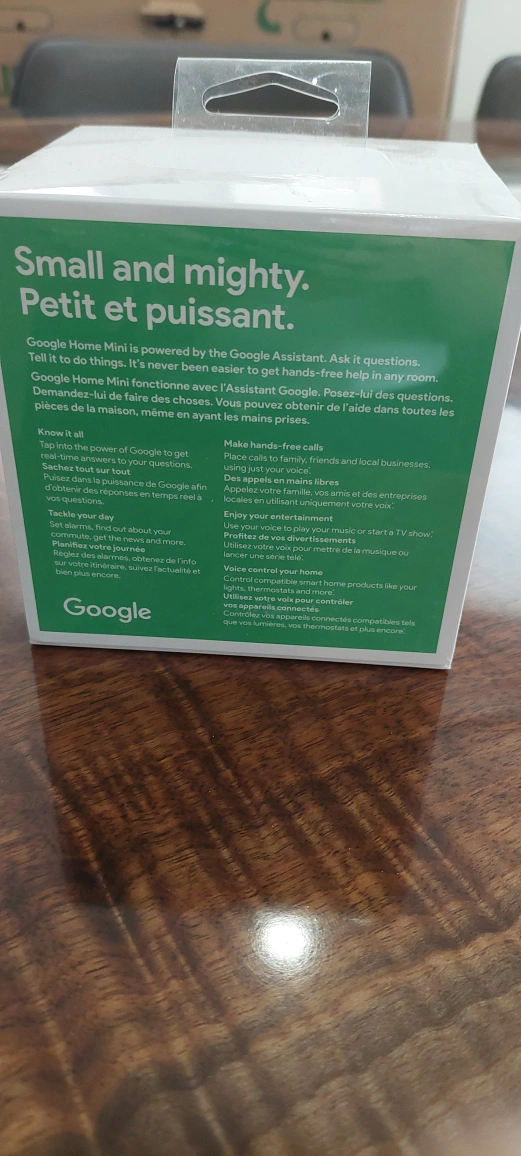 Small and mighty.
Petit et puissant.
Google Home Mini is powered by the Google Assistant. Ask it questions.
Tell it to do things. It's never been easier to get hands-free help in any room.
Google Home Mini fonctionne avec l'Assistant Google. Posez-lui des questions.
Demandez-lui de faire des choses. Vous pouvez obtenir de l'aide dans toutes les
pièces de la maison, même en ayant les mains prises.
Know it all
Tap into the power of Google to get
real-time answers to your questions.
Sachez tout sur tout
Puisez dans la puissance de Google afin
d'obtenir des réponses en temps réel à
vos questions.
Tackle your day
Set alarms, find out about your
commute, get the news and more.
Planifiez votre journée
Réglez des alarmes, obtenez de l'info
sur votre itinéraire, suivez l'actualité et
bien plus encore.
Make hands-free calls
Place calls to family, friends and local businesses,
using just your voice.
Des appels en mains libres
Appelez votre famille, vos amis et des entreprises
locales en utilisant uniquement votre voix.
Enjoy your entertainment
Use your voice to play your music or start a TV show.
Profitez de vos divertissements
Utilisez votre voix pour mettre de la musique ou
lancer une série télé.
Voice control your home
Control compatible smart home products like your
lights, thermostats and more.
Utilisez votre voix pour contrôler
vos appareils connectés
Contrôlez vos appareils connectés compatibles tels
que vos lumières, vos thermostats et plus encore.
Google